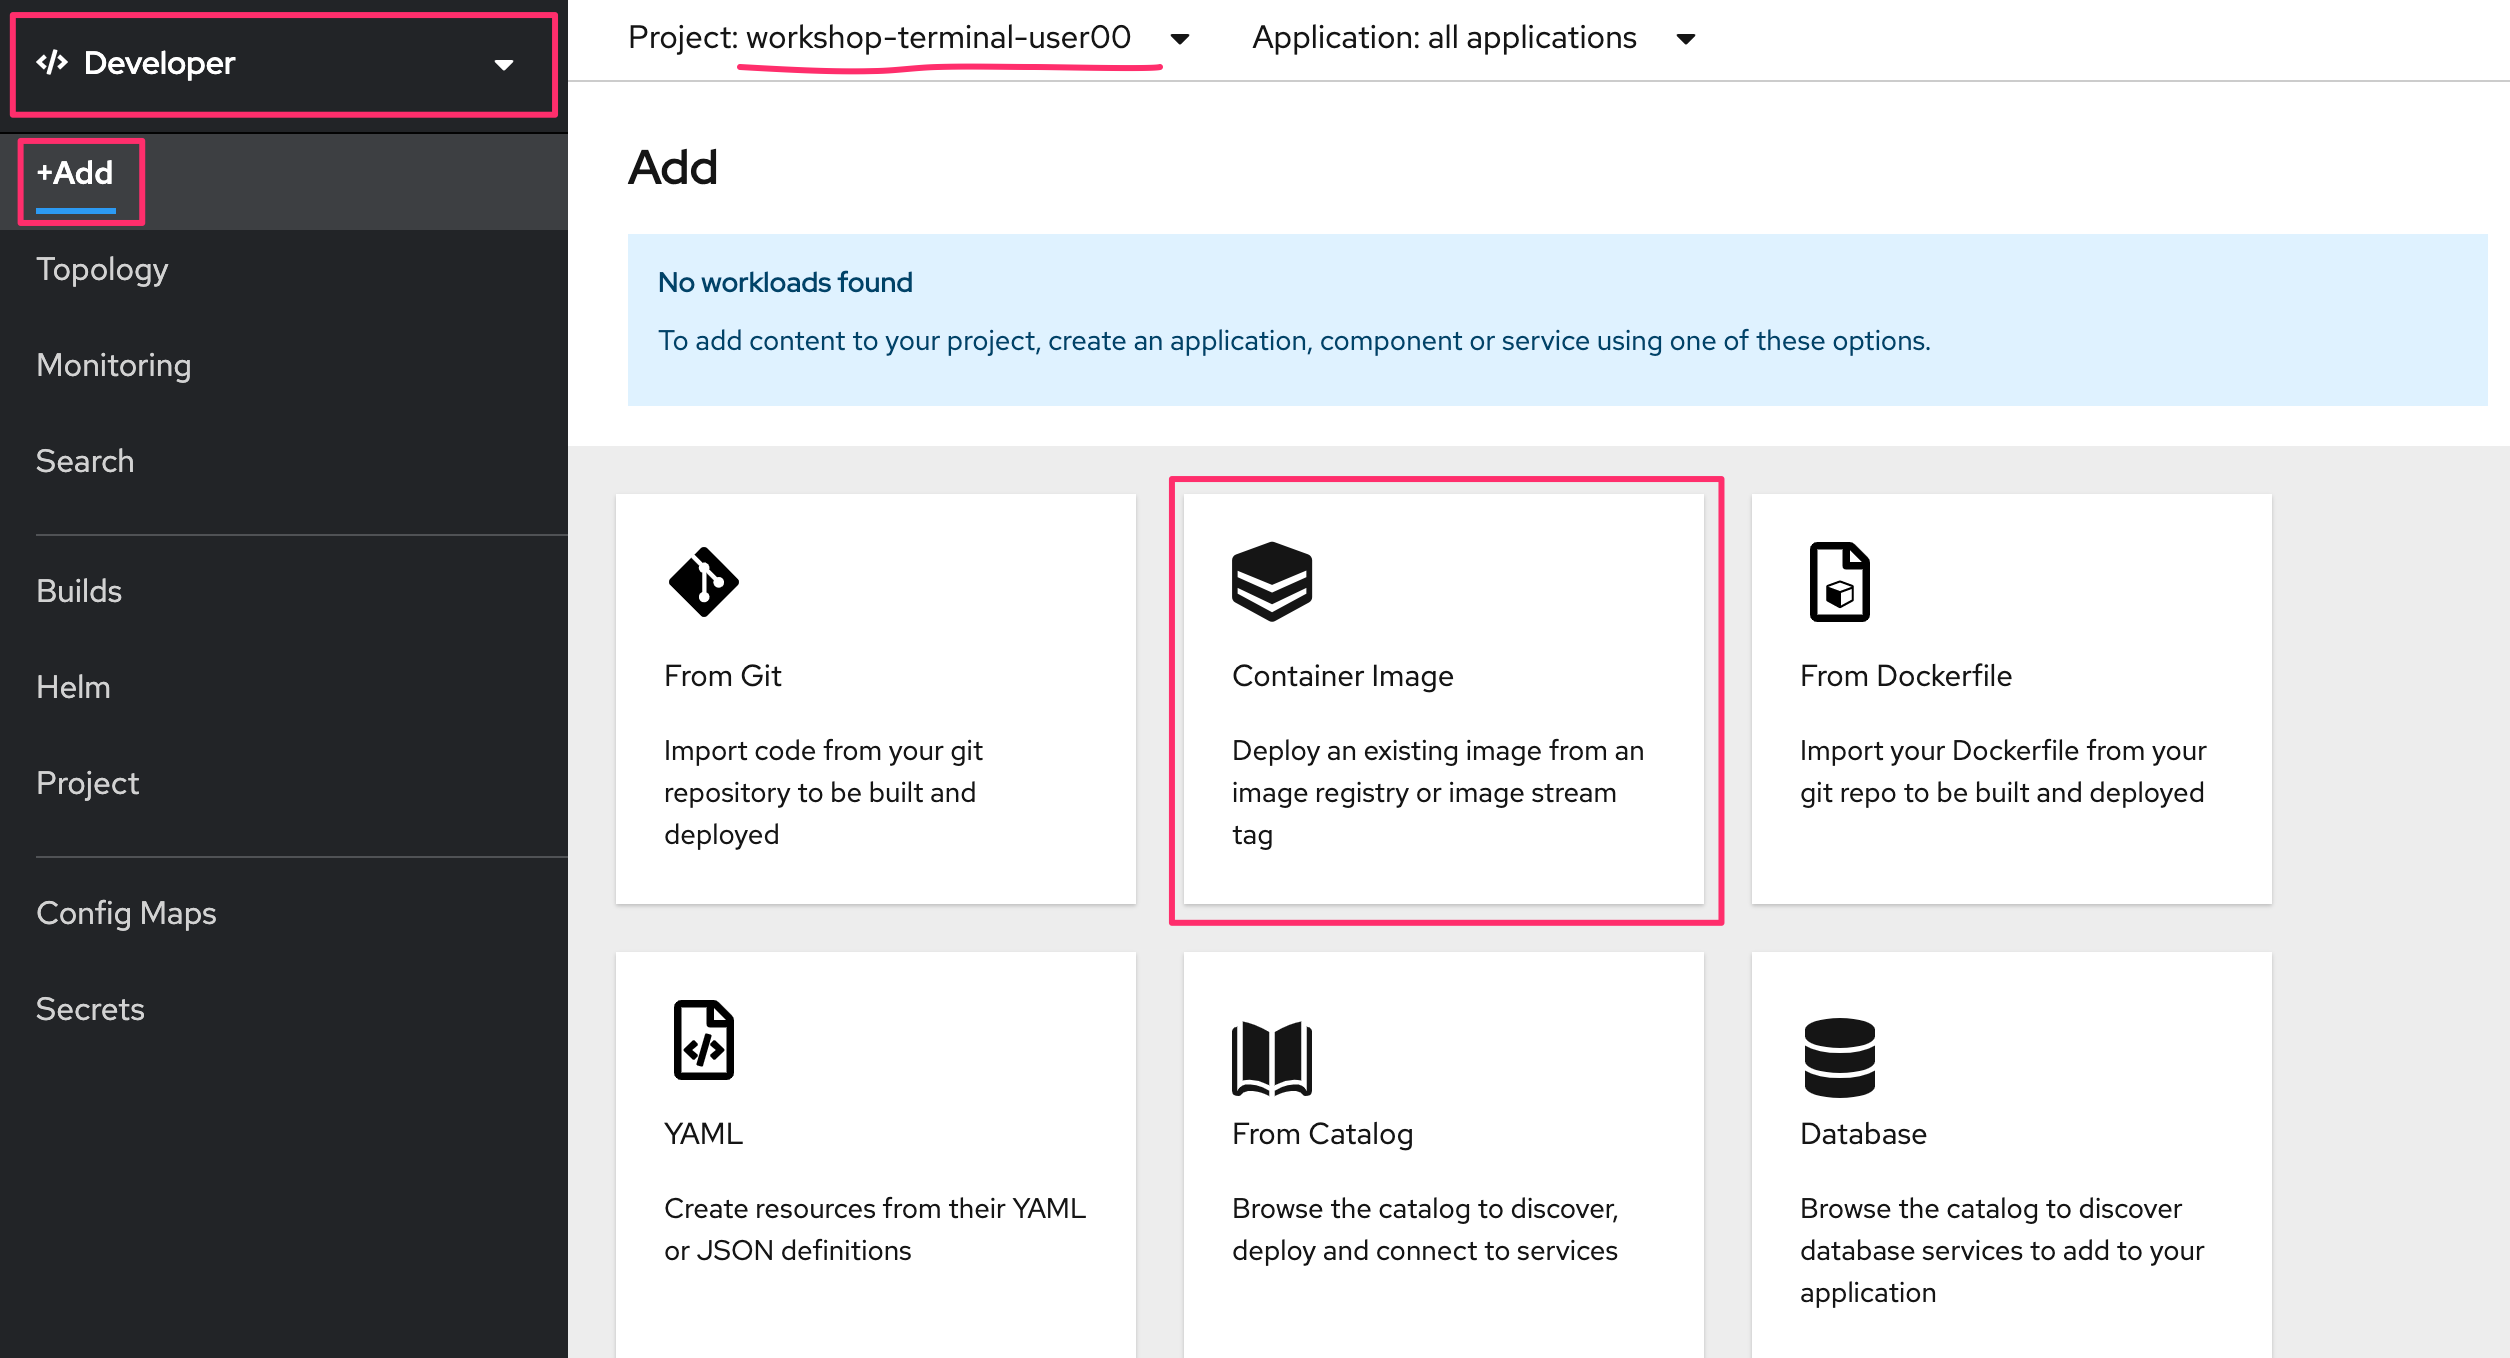 Developer
+Add
Topology
Monitoring
Search
Builds
Helm
Project
Config Maps
Secrets
Project: workshop-terminal-user00
Application: all applications
Add
No workloads found
To add content to your project, create an application, component or service using one of these options.
From Git
Import code from your git
repository to be built and
deployed
Container Image
Deploy an existing image from an
image registry or image stream
tag
From Dockerfile
Import your Dockerfile from your
git repo to be built and deployed
YAML
Create resources from their YAML
or JSON definitions
From Catalog
Browse the catalog to discover,
deploy and connect to services
Database
Browse the catalog to discover
database services to add to your
application